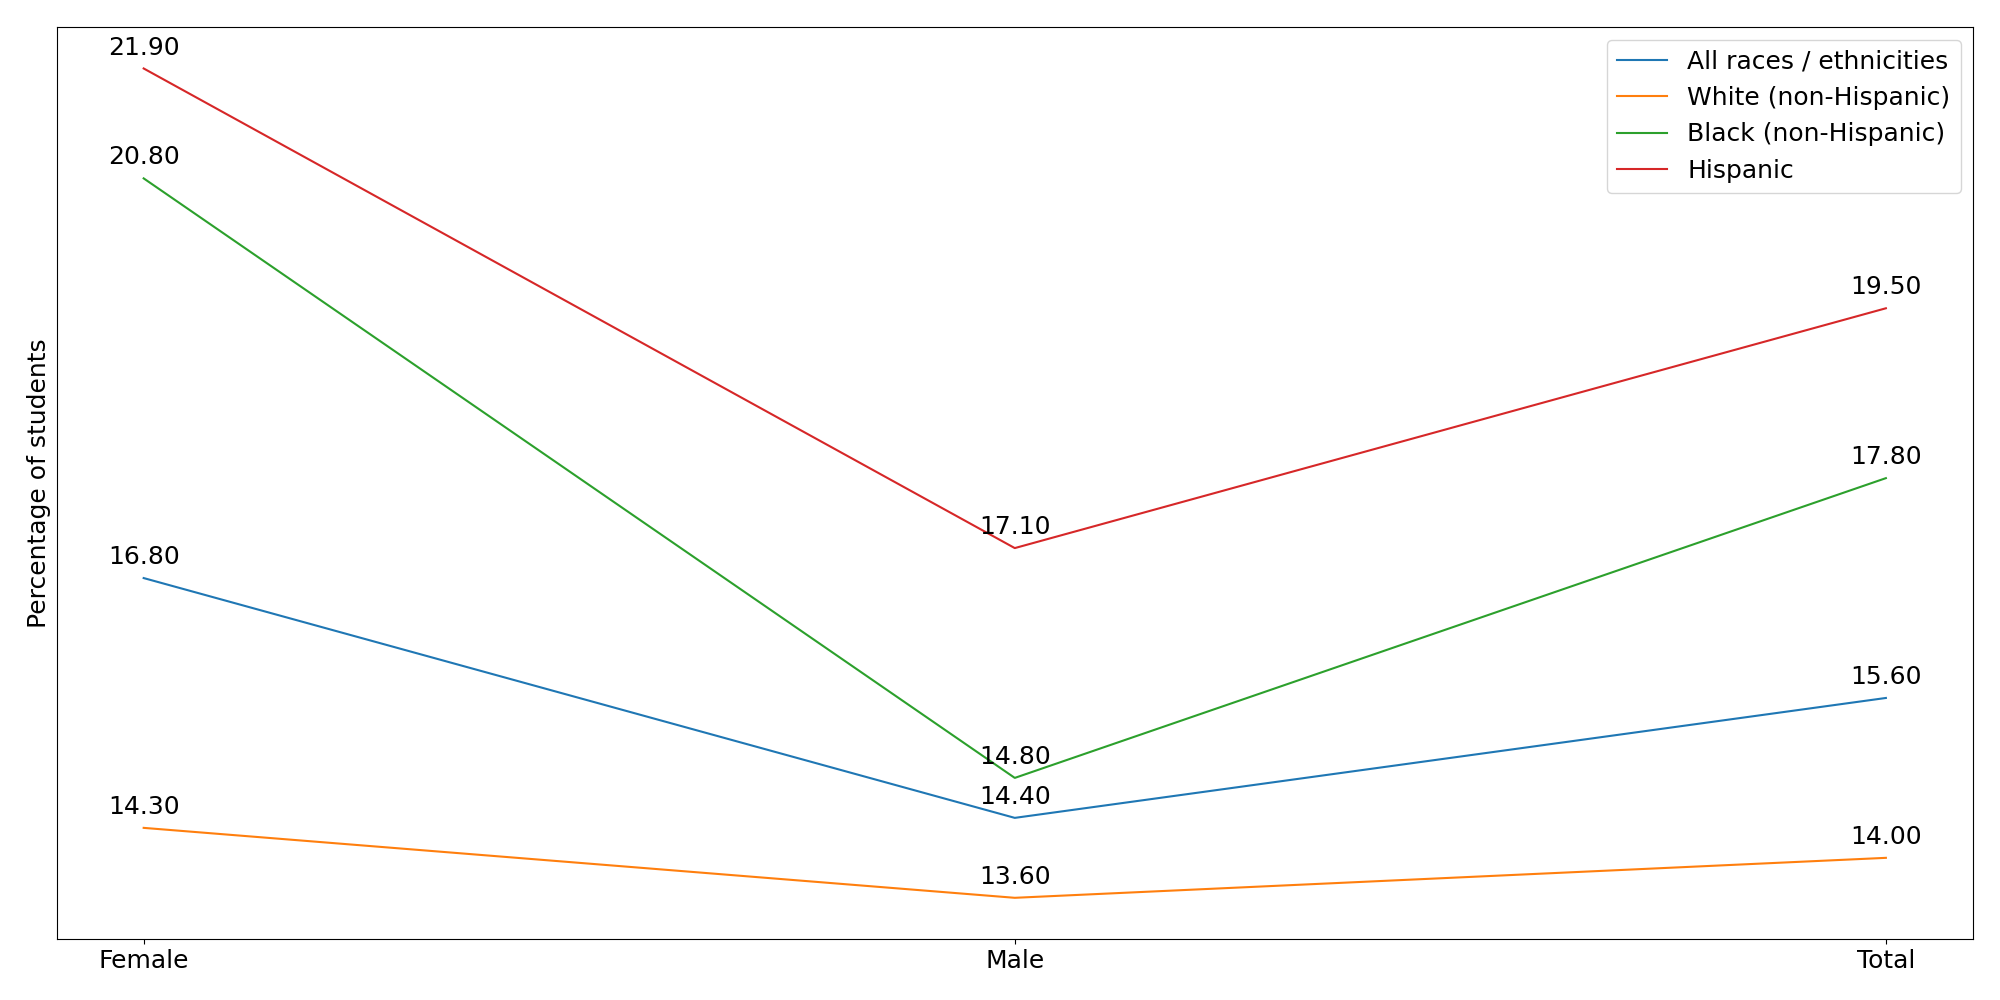 21.90
20.80
16.80
14.30
17.10
14.80
14.40
13.60
19.50
17.80
15.60
14.00
All races / ethnicities
White (non-Hispanic)
Black (non-Hispanic)
Hispanic
Percentage of students
Female
Male
Total